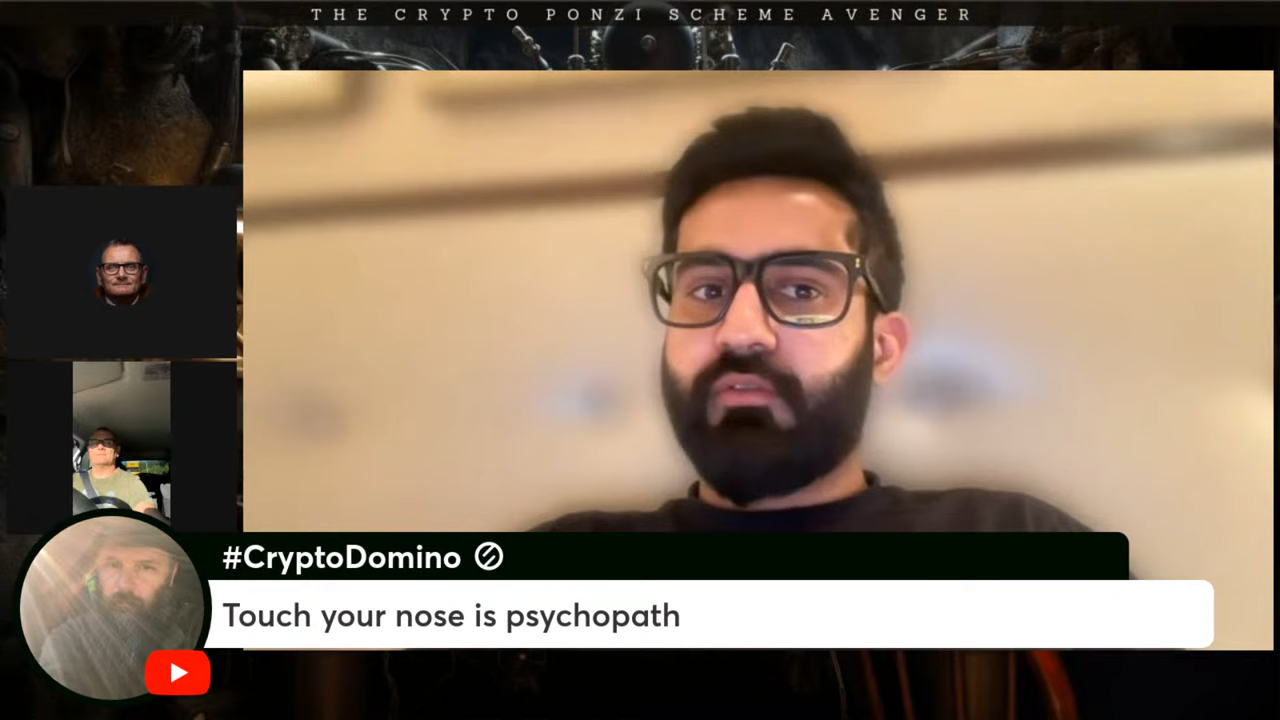 THE CRYPTO PONZI SCHEME AVENGER
#CryptoDomino
Touch your nose is psychopath